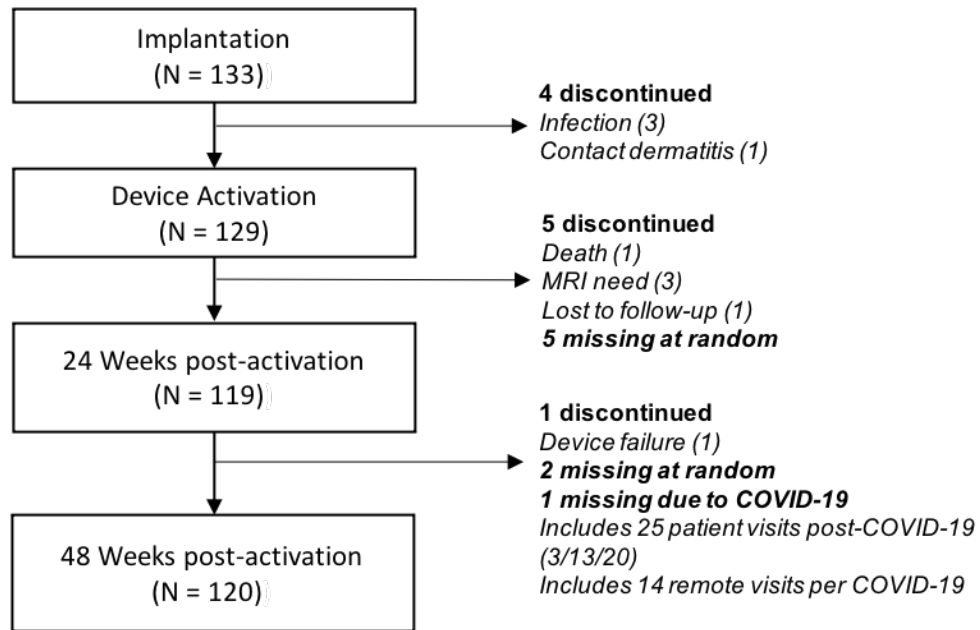 Implantation
(N = 133)
4 discontinued
Infection (3)
Contact dermatitis (1)
Device Activation
(N = 129)
5 discontinued
Death (1)
MRI need (3)
Lost to follow-up (1)
5 missing at random
24 Weeks post-activation
(N = 119)
1 discontinued
Device failure (1)
2 missing at random
1 missing due to COVID-19
Includes 25 patient visits post-COVID-19
(3/13/20)
Includes 14 remote visits per COVID-19
48 Weeks post-activation
(N = 120)